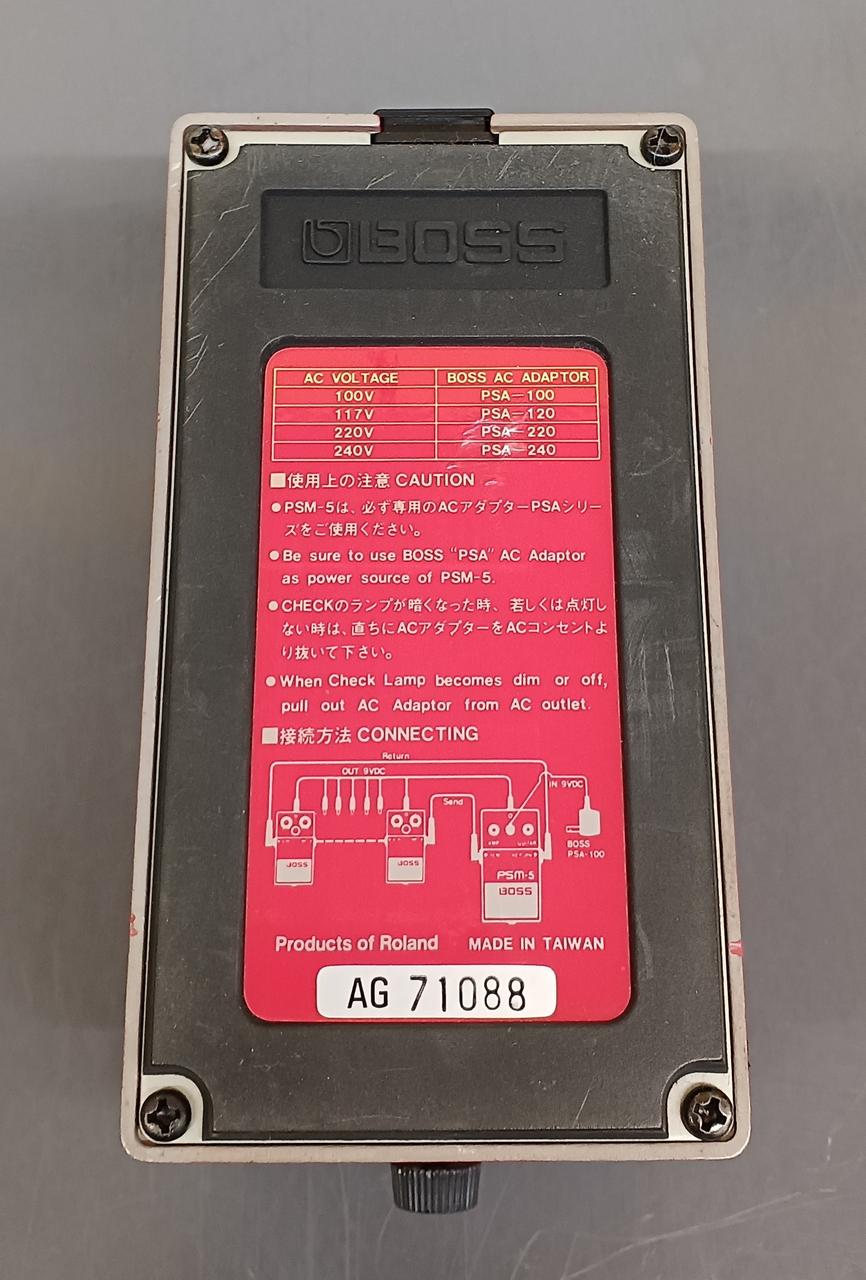 BOSS
AC VOLTAGE BOSS AC ADAPTOR
100V PSA-100
117V PSA-120
220V PSA-220
240V PSA-240
■使用上の注意 CAUTION
●PSM-5は、必ず専用のACアダプターPSAシリー
ズをご使用ください。
●Be sure to use BOSS "PSA" AC Adaptor
as power source of PSM-5.
●CHECKのランプが暗くなった時、若しくは点灯し
ない時は、直ちにACアダプターをACコンセントよ
り抜いて下さい。
●When Check Lamp becomes dim or off,
pull out AC Adaptor from AC outlet.
■接続方法 CONNECTING
Return
OUT 9VDC
IN 9VDC
Send
BOSS
PSA-100
BOSS
BOSS
PSM-5
BOSS
Products of Roland MADE IN TAIWAN
AG 71088